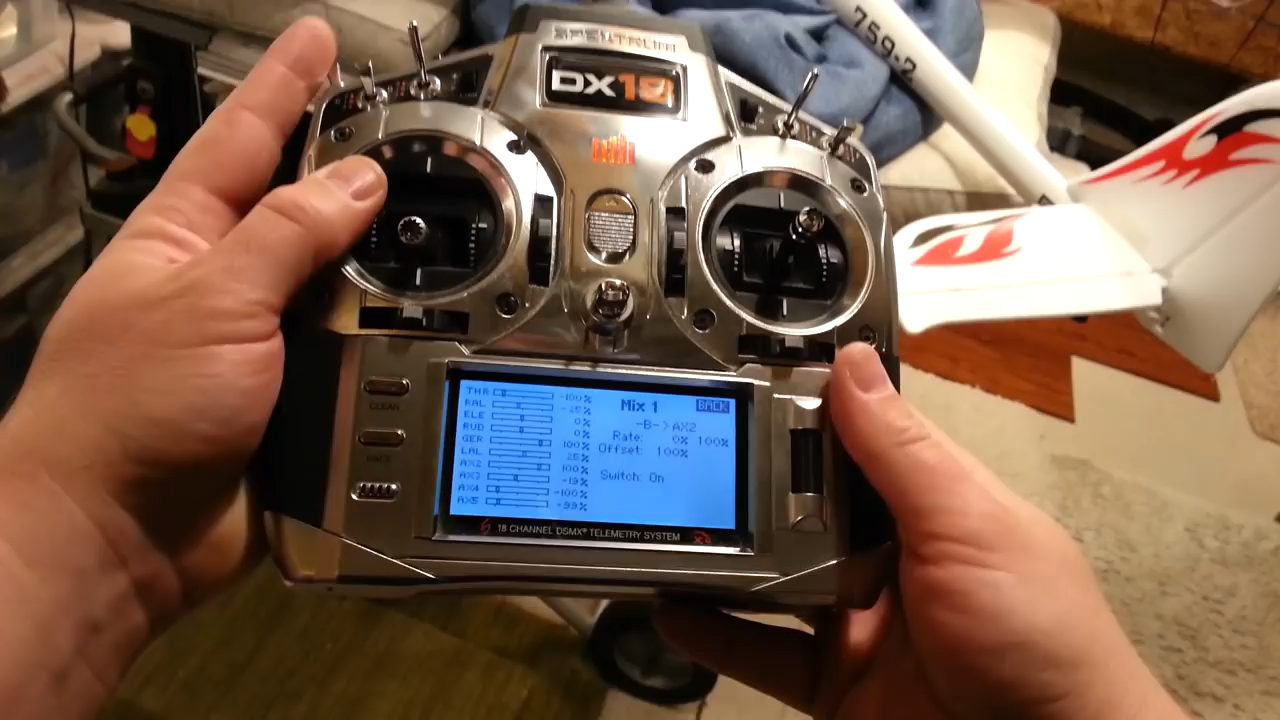 759-2
SPEKTRUM
DX18
CLEAR
BACK
THR -100%
RAL -25%
ELE 0%
RUD 0%
GER 100%
LAL 25%
AX2 100%
AX3 -19%
AX4 -100%
AX5 -99%
Mix 1 BACK
-B-> AX2
Rate: 0% 100%
Offset: 100%
Switch: On
18 CHANNEL DSMX® TELEMETRY SYSTEM